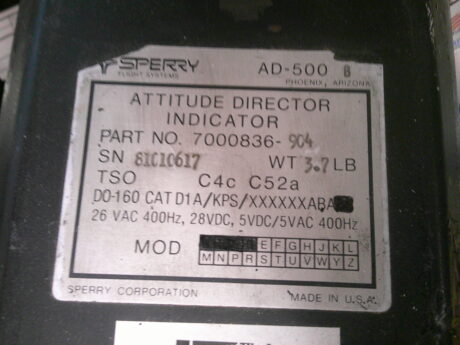 SPERRY
FLIGHT SYSTEMS
AD-500 B
PHOENIX, ARIZONA
ATTITUDE DIRECTOR
INDICATOR
PART NO. 7000836-904
SN 81010617 WT 3.7 LB
TSO C4c C52a
DO-160 CAT D1A/KPS/XXXXXXABA
26 VAC 400Hz, 28VDC, 5VDC/5VAC 400Hz
MOD E F G H J K L
M N P R S T U V W Y Z
SPERRY CORPORATION MADE IN U.S.A.